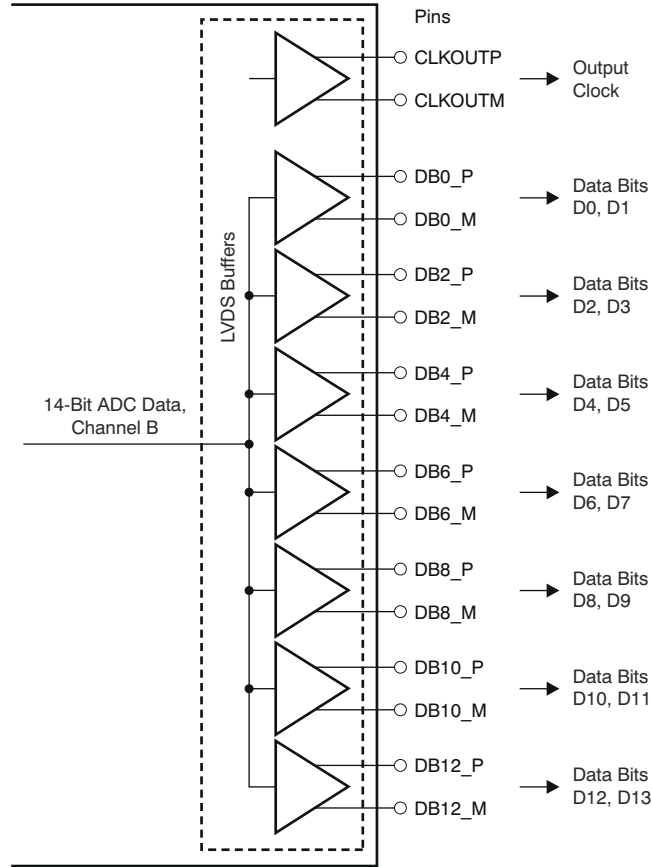 Pins
CLKOUTP
Output
Clock
CLKOUTM
DB0_P
Data Bits
D0, D1
DB0_M
LVDS Buffers
DB2_P
Data Bits
D2, D3
DB2_M
DB4_P
Data Bits
D4, D5
DB4_M
14-Bit ADC Data,
Channel B
DB6_P
Data Bits
D6, D7
DB6_M
DB8_P
Data Bits
D8, D9
DB8_M
DB10_P
Data Bits
D10, D11
DB10_M
DB12_P
Data Bits
D12, D13
DB12_M